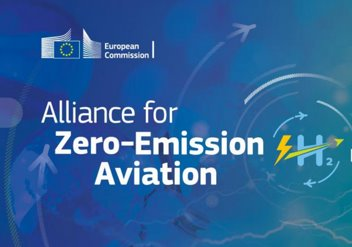 European
Commission
Alliance for
Zero-Emission
Aviation
H2